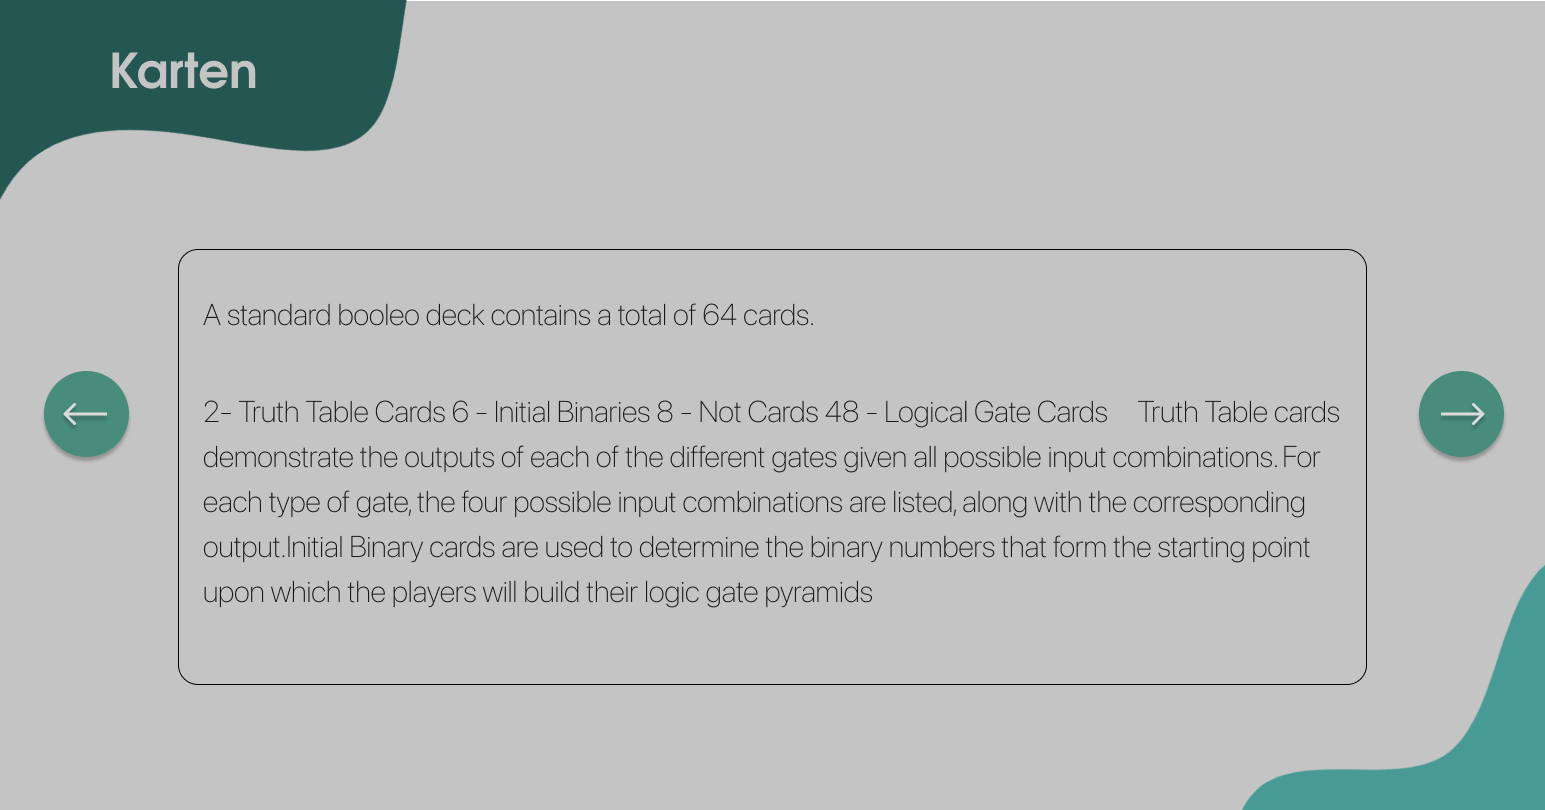 Karten
A standard booleo deck contains a total of 64 cards.
2- Truth Table Cards 6 - Initial Binaries 8 - Not Cards 48 - Logical Gate Cards Truth Table cards
demonstrate the outputs of each of the different gates given all possible input combinations. For
each type of gate, the four possible input combinations are listed, along with the corresponding
output.Initial Binary cards are used to determine the binary numbers that form the starting point
upon which the players will build their logic gate pyramids